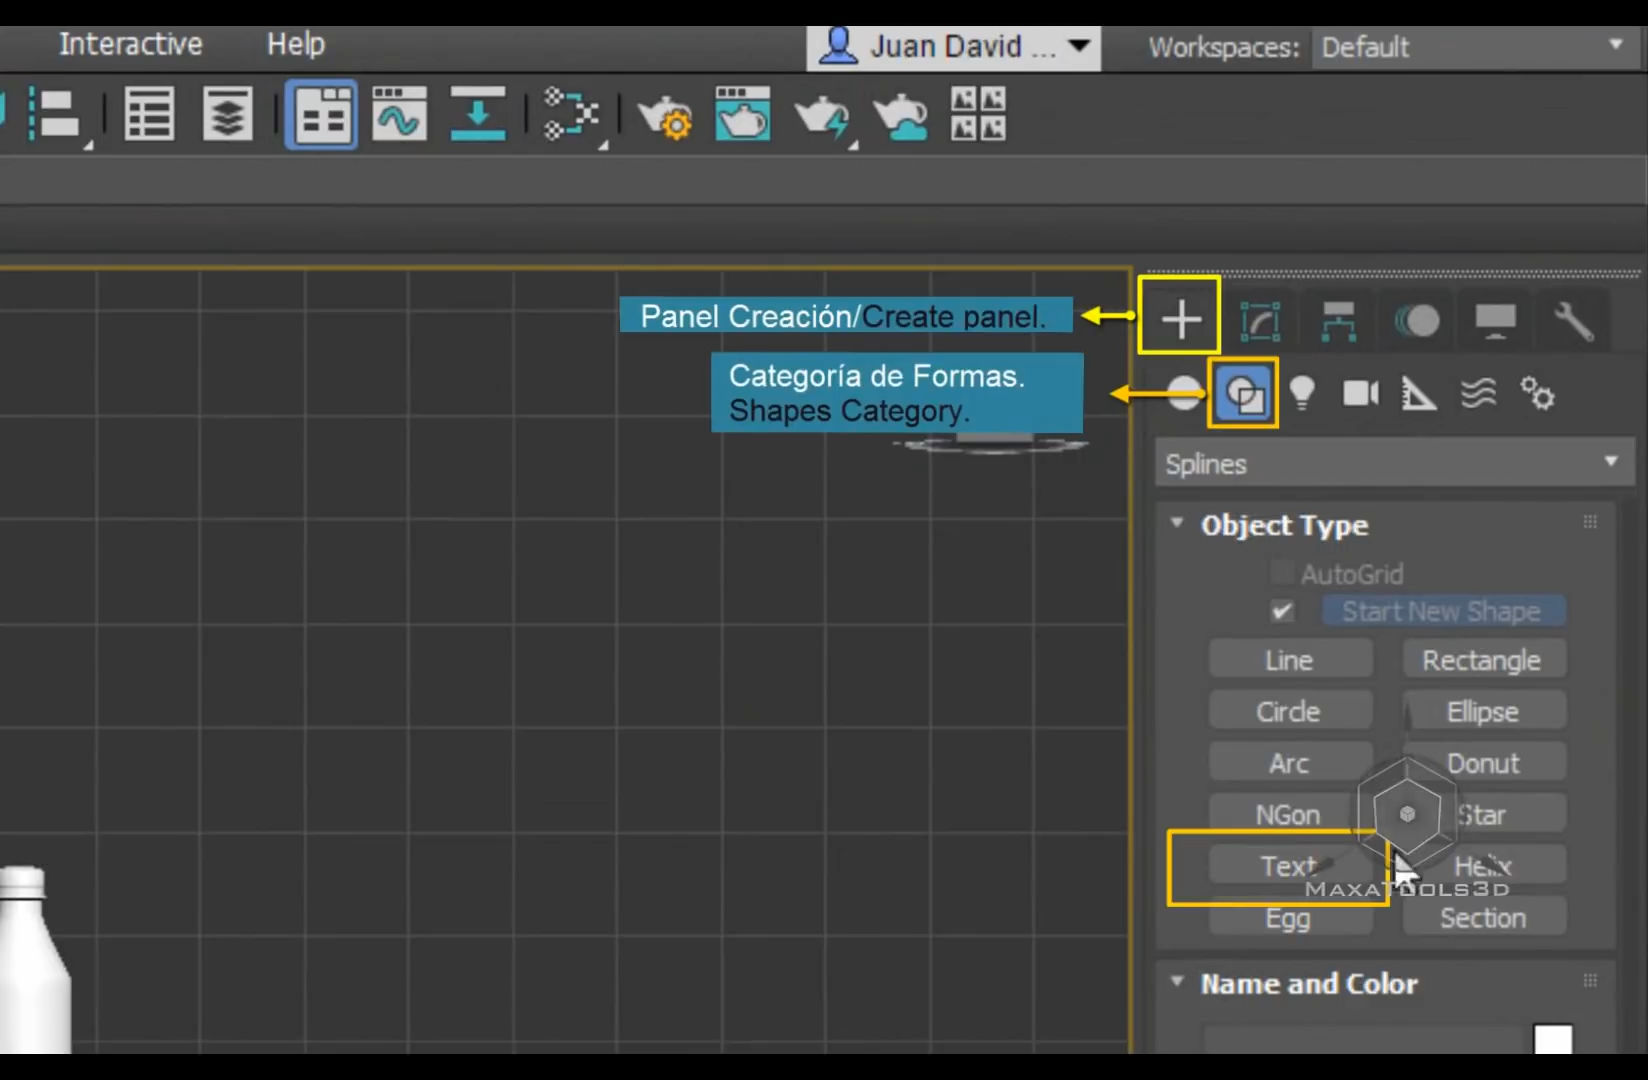 Interactive Help Juan David ... Workspaces: Default
Panel Creación/Create panel.
Categoría de Formas.
Shapes Category.
Splines
Object Type
AutoGrid
Start New Shape
Line Rectangle
Circle Ellipse
Arc Donut
NGon Star
Text Helix
MaxaTools3D
Egg Section
Name and Color